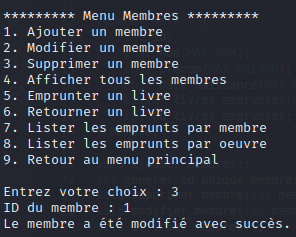 ********* Menu Membres *********
1. Ajouter un membre
2. Modifier un membre
3. Supprimer un membre
4. Afficher tous les membres
5. Emprunter un livre
6. Retourner un livre
7. Lister les emprunts par membre
8. Lister les emprunts par oeuvre
9. Retour au menu principal
Entrez votre choix : 3
ID du membre : 1
Le membre a été modifié avec succès.